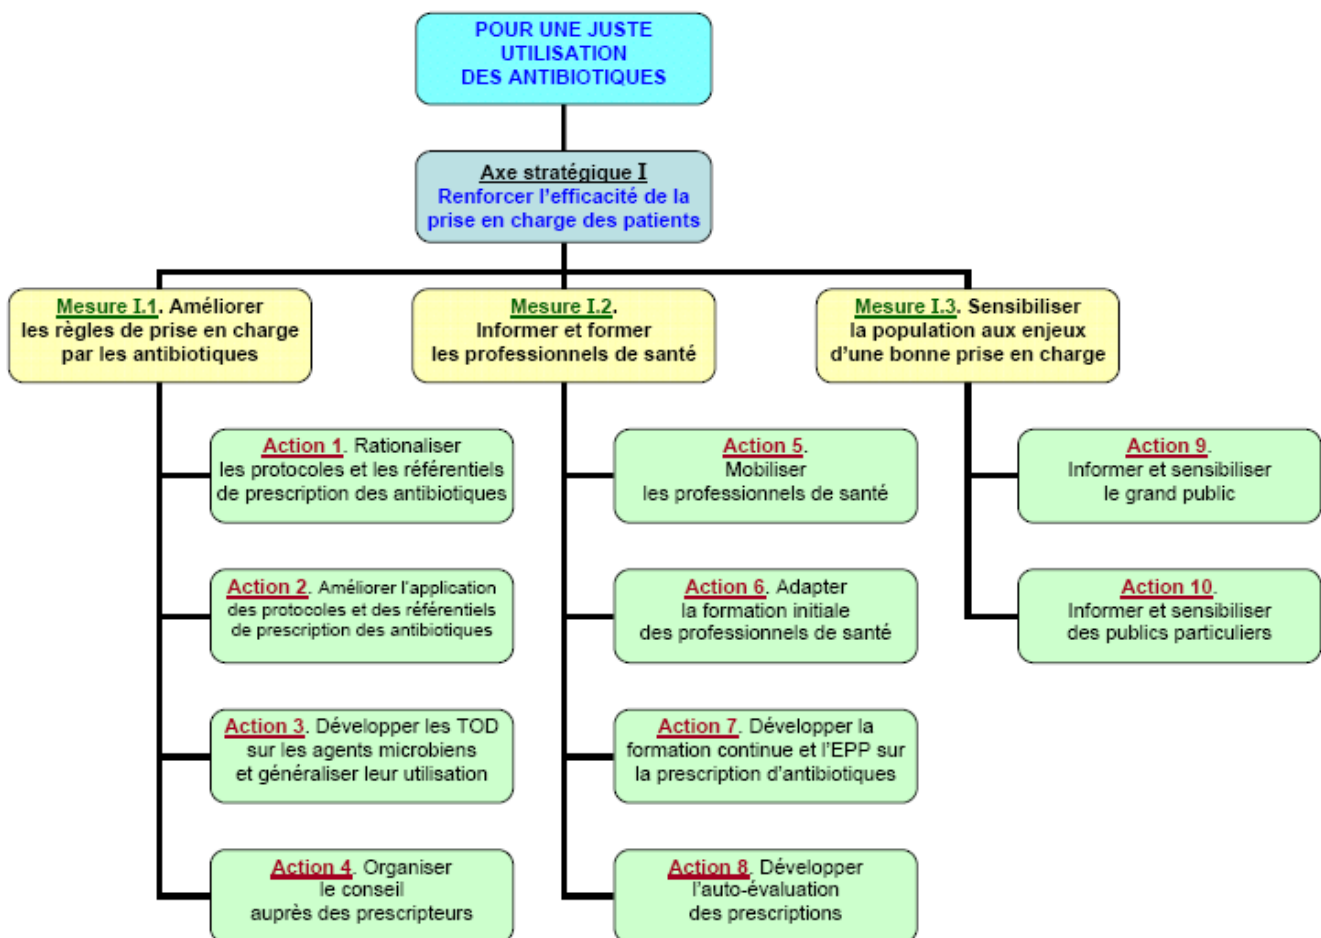 POUR UNE JUSTE
UTILISATION
DES ANTIBIOTIQUES
Axe stratégique I
Renforcer l'efficacité de la
prise en charge des patients
Mesure I.1. Améliorer
les règles de prise en charge
par les antibiotiques
Action 1. Rationaliser
les protocoles et les référentiels
de prescription des antibiotiques
Action 2. Améliorer l'application
des protocoles et des référentiels
de prescription des antibiotiques
Action 3. Développer les TOD
sur les agents microbiens
et généraliser leur utilisation
Action 4. Organiser
le conseil
auprès des prescripteurs
Mesure I.2.
Informer et former
les professionnels de santé
Action 5.
Mobiliser
les professionnels de santé
Action 6. Adapter
la formation initiale
des professionnels de santé
Action 7. Développer la
formation continue et l'EPP sur
la prescription d'antibiotiques
Action 8. Développer
l'auto-évaluation
des prescriptions
Mesure I.3. Sensibiliser
la population aux enjeux
d'une bonne prise en charge
Action 9.
Informer et sensibiliser
le grand public
Action 10.
Informer et sensibiliser
des publics particuliers